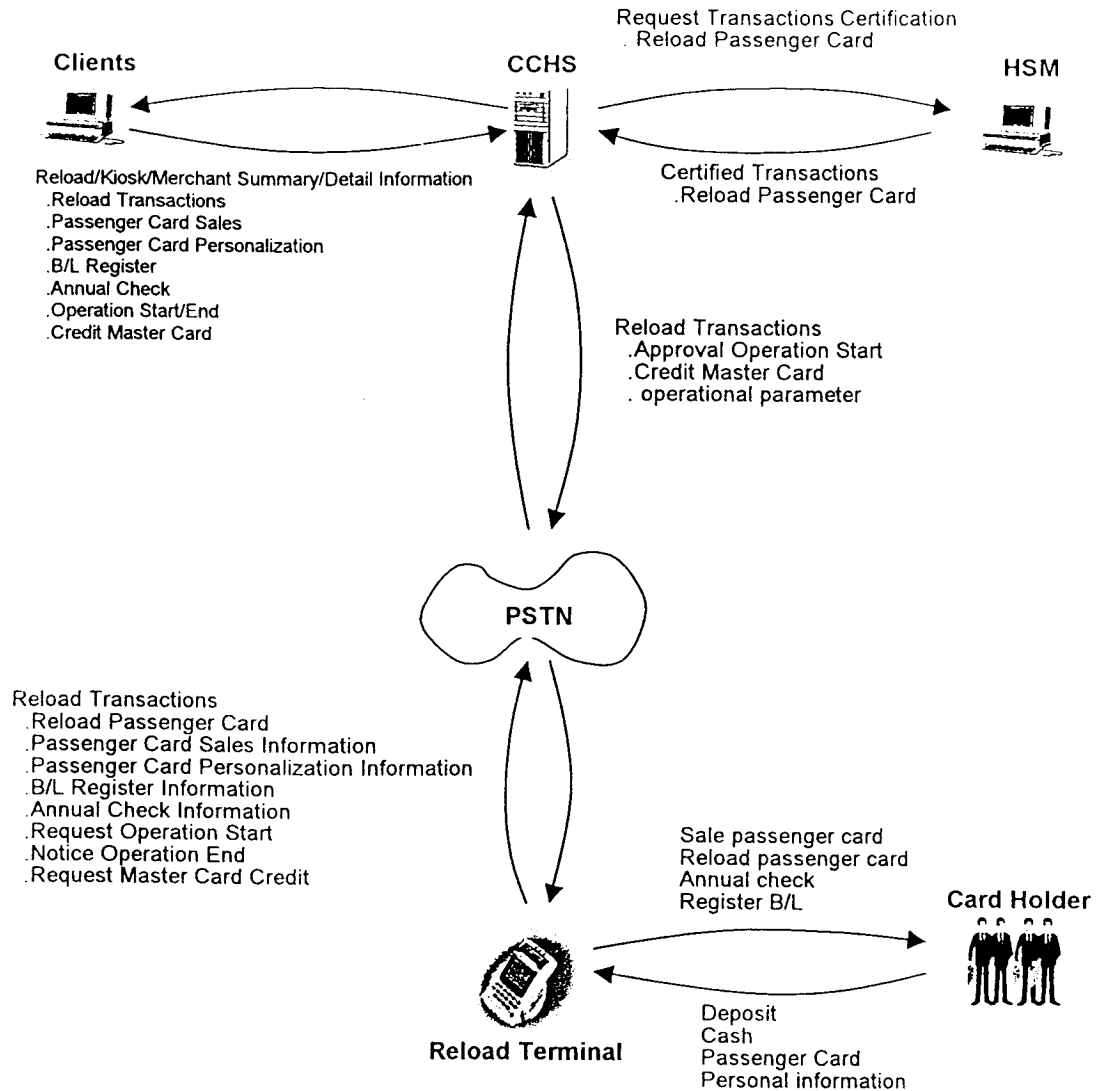 Request Transactions Certification
. Reload Passenger Card
Clients
CCHS
HSM
Reload/Kiosk/Merchant Summary/Detail Information
.Reload Transactions
.Passenger Card Sales
.Passenger Card Personalization
.B/L Register
.Annual Check
.Operation Start/End
.Credit Master Card
Certified Transactions
.Reload Passenger Card
Reload Transactions
.Approval Operation Start
.Credit Master Card
. operational parameter
PSTN
Reload Transactions
.Reload Passenger Card
.Passenger Card Sales Information
.Passenger Card Personalization Information
.B/L Register Information
.Annual Check Information
.Request Operation Start
.Notice Operation End
.Request Master Card Credit
Sale passenger card
Reload passenger card
Annual check
Register B/L
Card Holder
Reload Terminal
Deposit
Cash
Passenger Card
Personal information